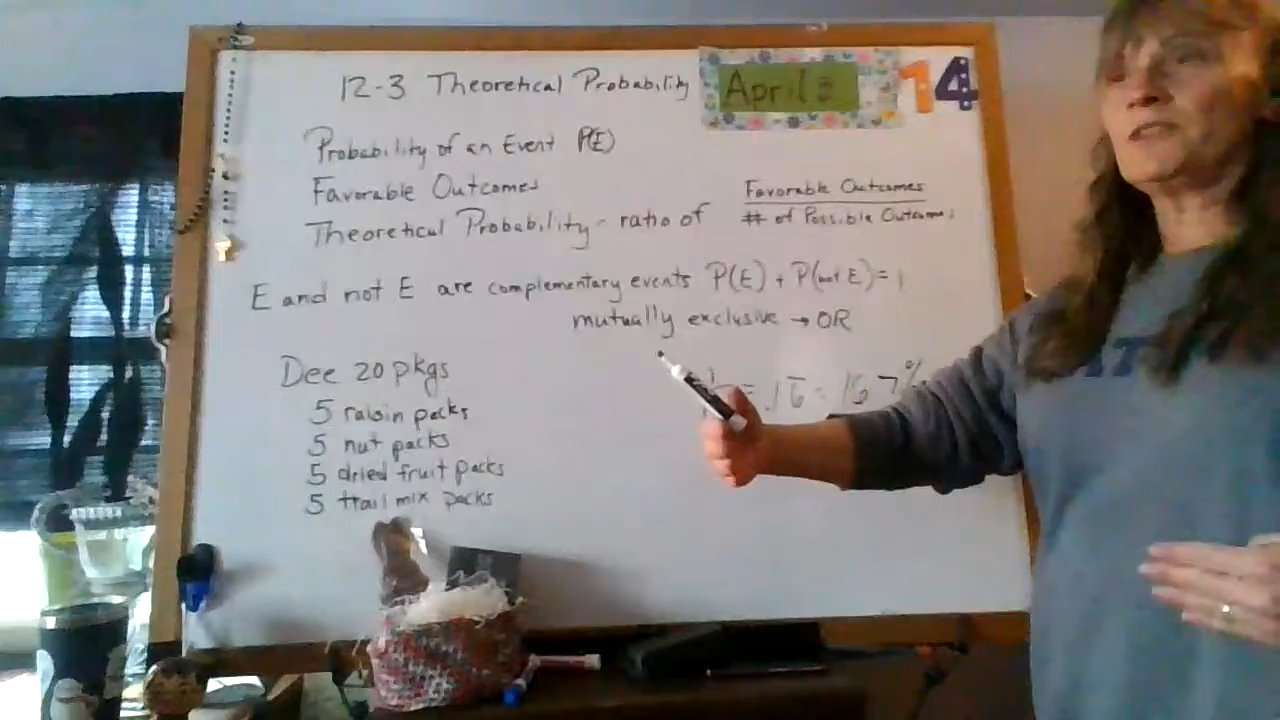 12-3 Theoretical Probability
April
14
Probability of an Event P(E)
Favorable Outcomes
Theoretical Probability - ratio of
Favorable Outcomes
# of Possible Outcomes
E and not E are complementary events P(E) + P(not E) = 1
mutually exclusive → OR
Dee 20 pkgs
5 raisin packs
5 nut packs
5 dried fruit packs
5 trail mix packs